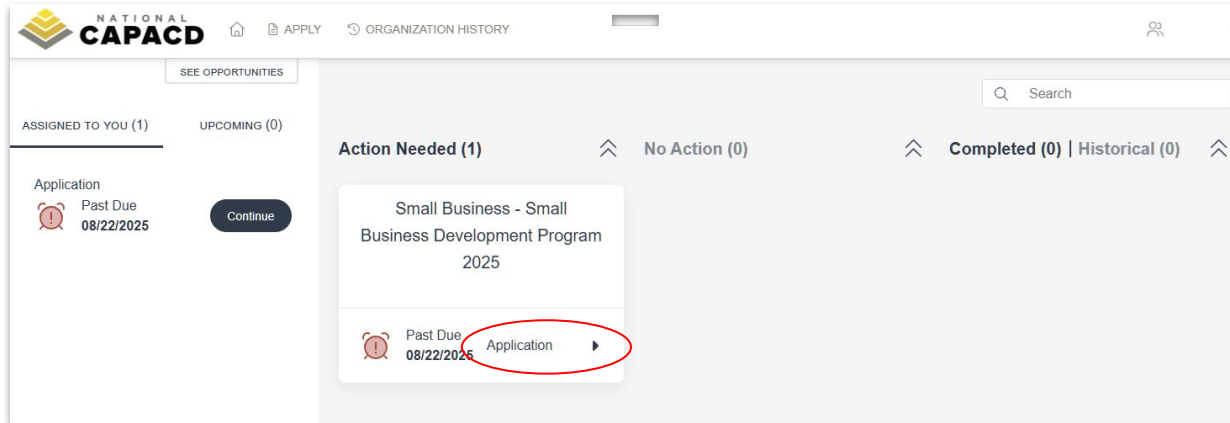 NATIONAL
CAPACD
APPLY
ORGANIZATION HISTORY
SEE OPPORTUNITIES
ASSIGNED TO YOU (1)
UPCOMING (0)
Application
Past Due
08/22/2025
Continue
Search
Action Needed (1)
No Action (0)
Completed (0) | Historical (0)
Small Business - Small
Business Development Program
2025
Past Due
08/22/2025
Application